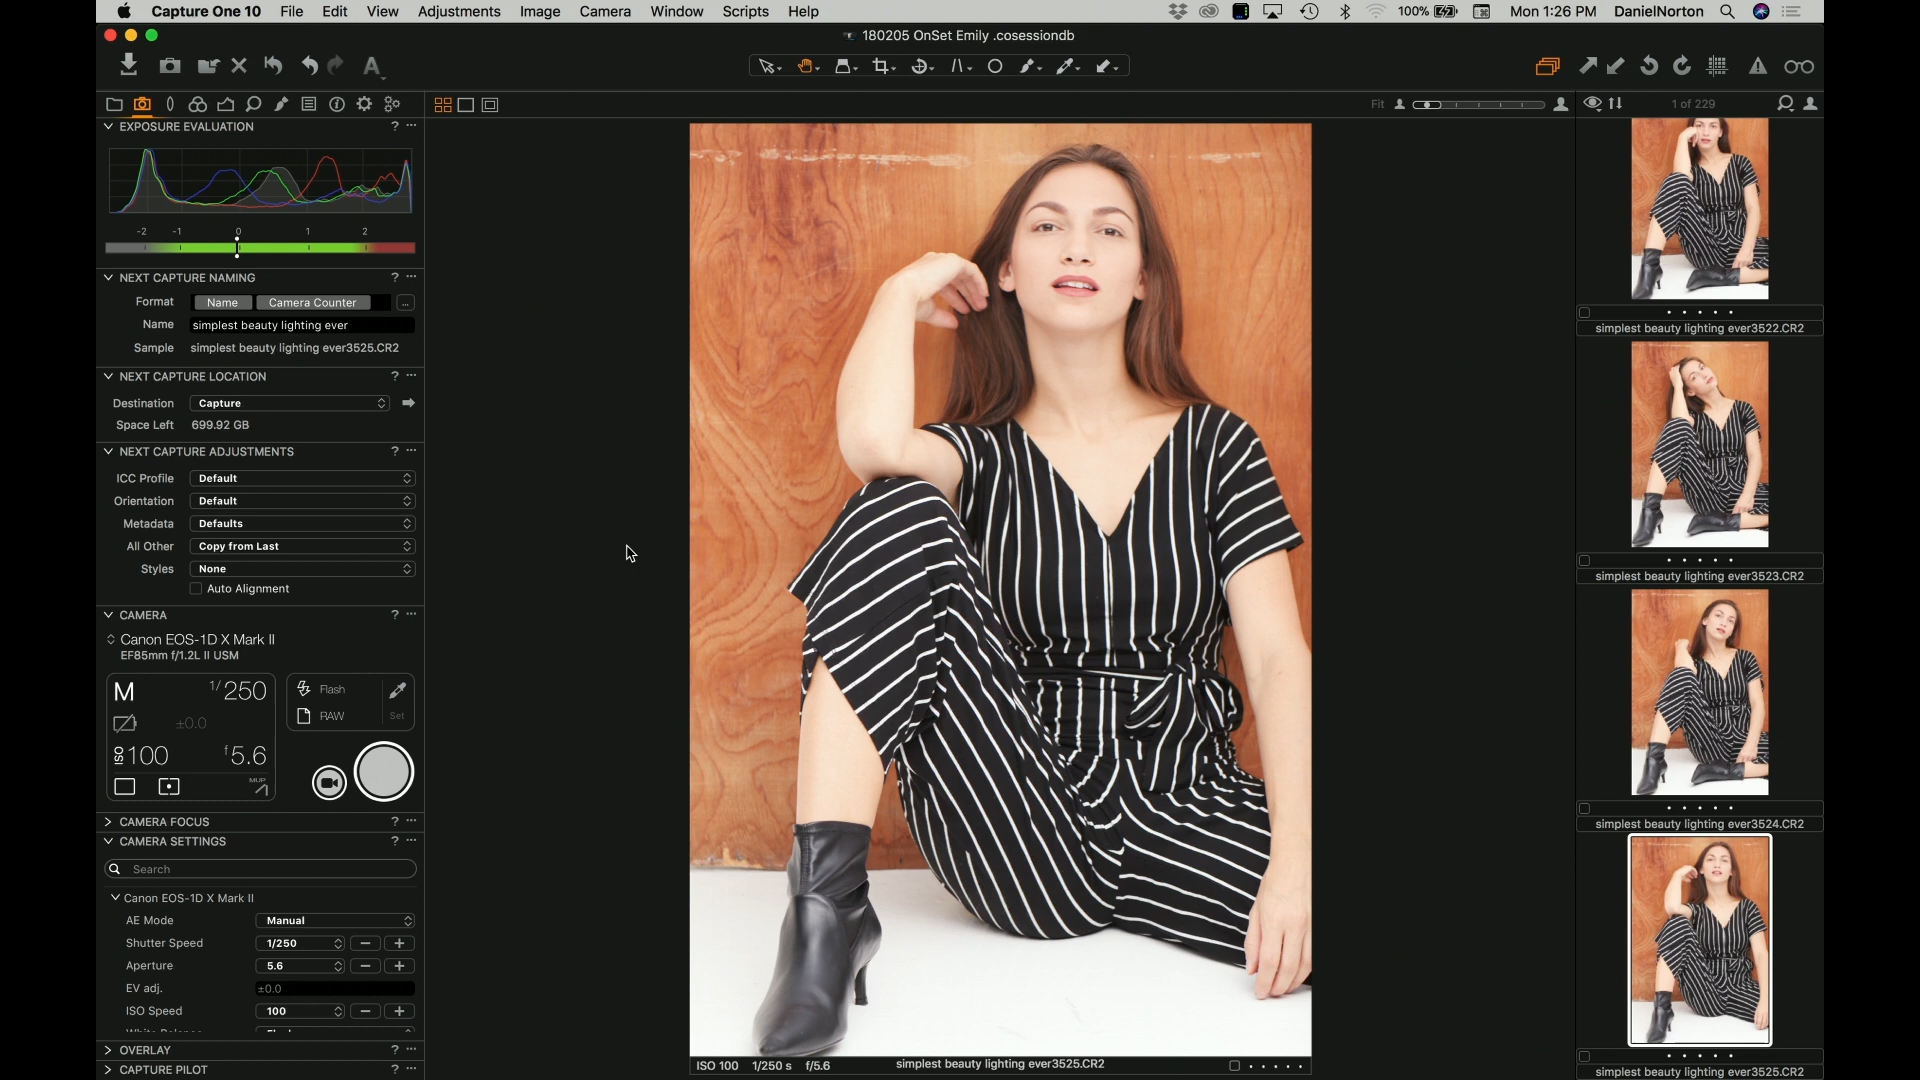 Capture One 10 File Edit View Adjustments Image Camera Window Scripts Help 100% Mon 1:26 PM DanielNorton
180205 OnSet Emily .cosessiondb
A
Fit 1 of 229
EXPOSURE EVALUATION ? ...
-2 -1 0 1 2
NEXT CAPTURE NAMING ? ...
Format Name Camera Counter ...
Name simplest beauty lighting ever
Sample simplest beauty lighting ever3525.CR2
NEXT CAPTURE LOCATION ? ...
Destination Capture
Space Left 699.92 GB
NEXT CAPTURE ADJUSTMENTS ? ...
ICC Profile Default
Orientation Default
Metadata Defaults
All Other Copy from Last
Styles None
Auto Alignment
CAMERA ? ...
Canon EOS-1D X Mark II
EF85mm f/1.2L II USM
M 1/250 Flash
±0.0 RAW Set
ISO 100 f5.6
MUP
CAMERA FOCUS ? ...
CAMERA SETTINGS ? ...
Search
Canon EOS-1D X Mark II
AE Mode Manual
Shutter Speed 1/250 − +
Aperture 5.6 − +
EV adj. ±0.0
ISO Speed 100 − +
OVERLAY ? ...
CAPTURE PILOT ? ...
ISO 100 1/250 s f/5.6 simplest beauty lighting ever3525.CR2
simplest beauty lighting ever3522.CR2
simplest beauty lighting ever3523.CR2
simplest beauty lighting ever3524.CR2
simplest beauty lighting ever3525.CR2